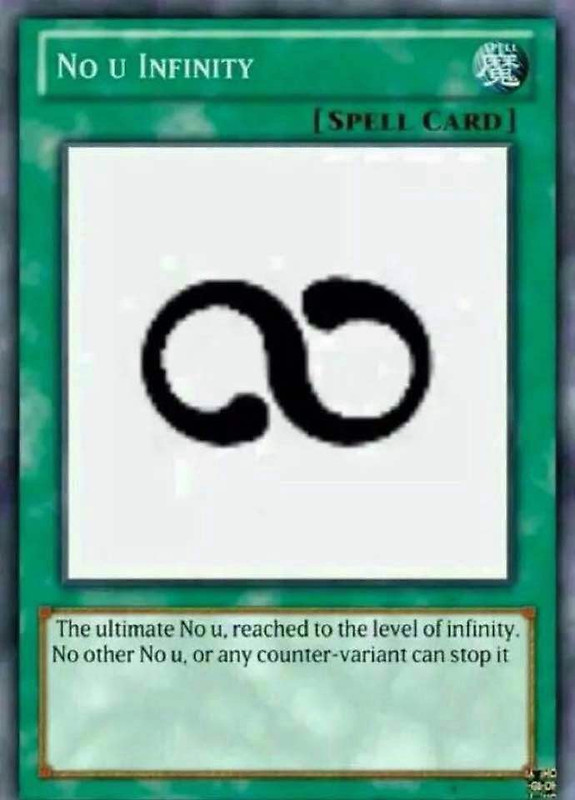 No u Infinity
SPELL
魔
[SPELL CARD]
The ultimate No u, reached to the level of infinity.
No other No u, or any counter-variant can stop it